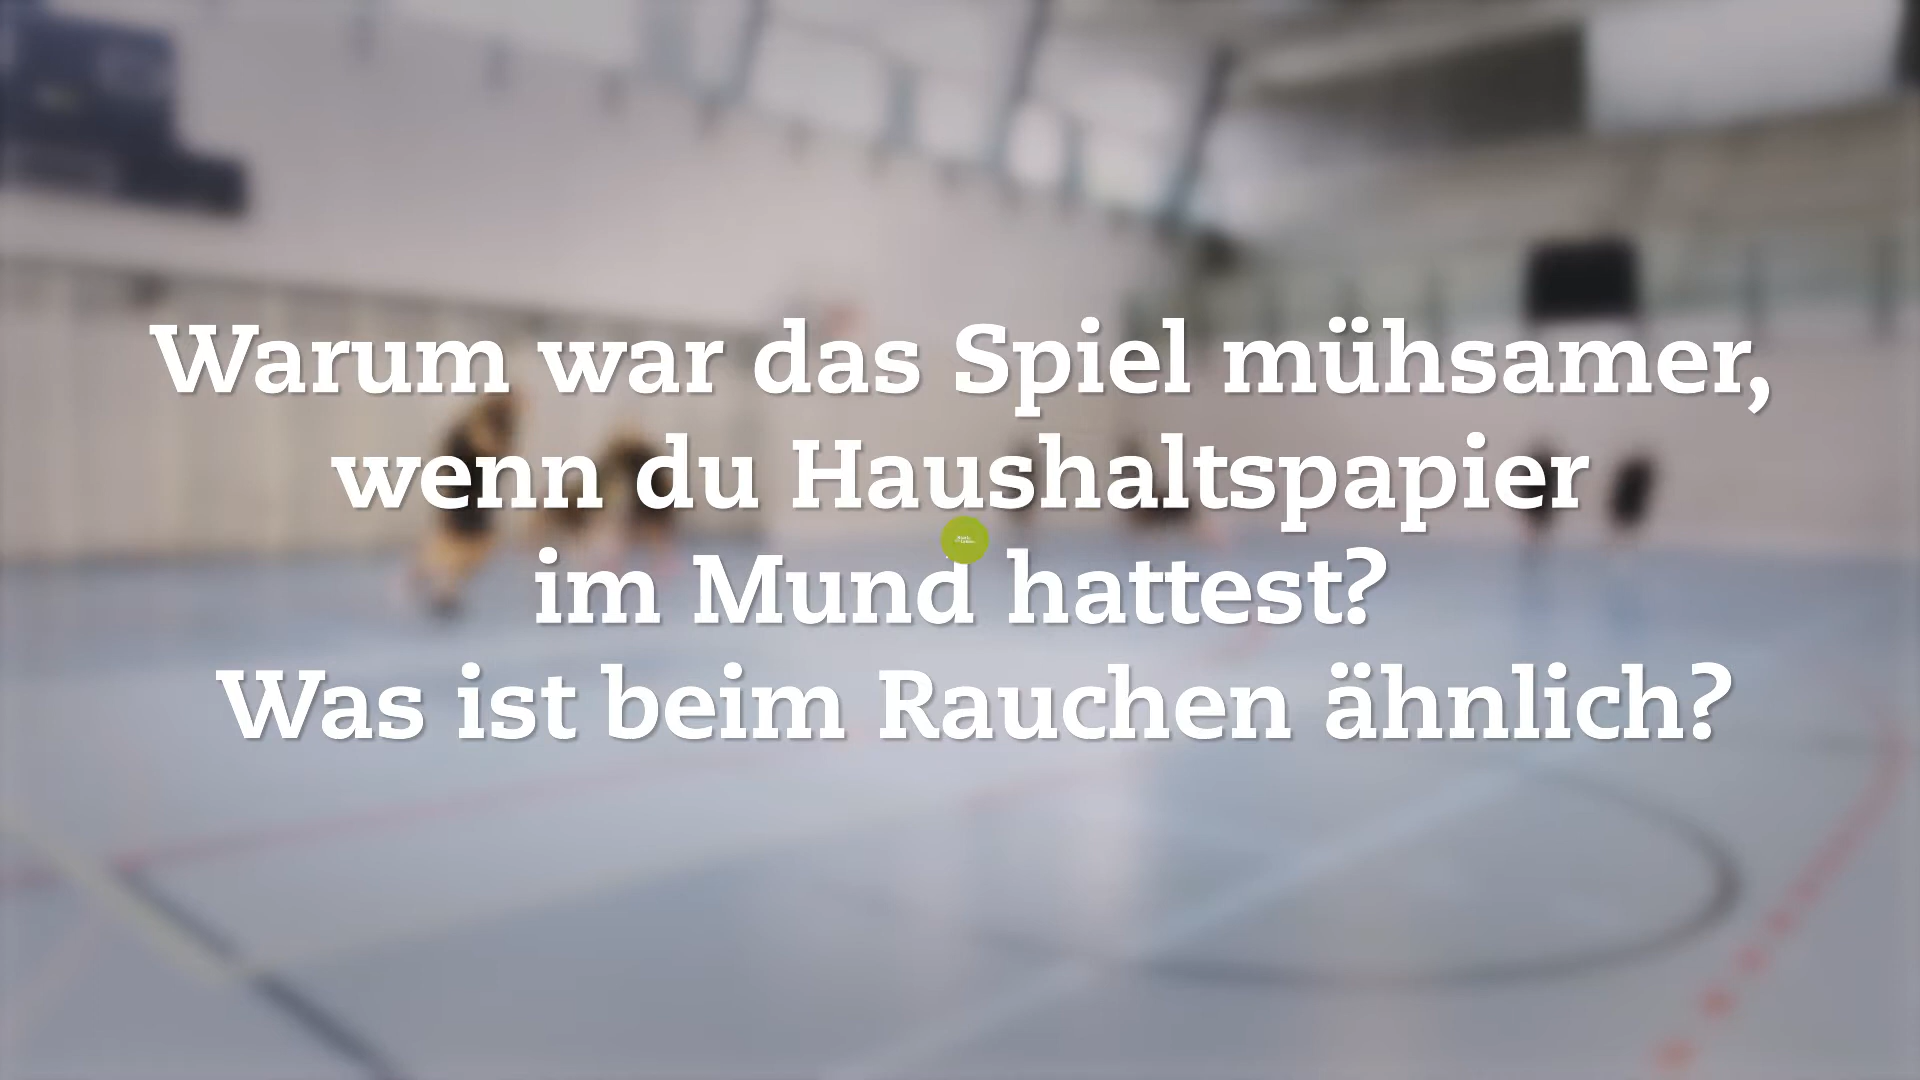 Warum war das Spiel mühsamer,
wenn du Haushaltspapier
im Mund hattest?
Was ist beim Rauchen ähnlich?